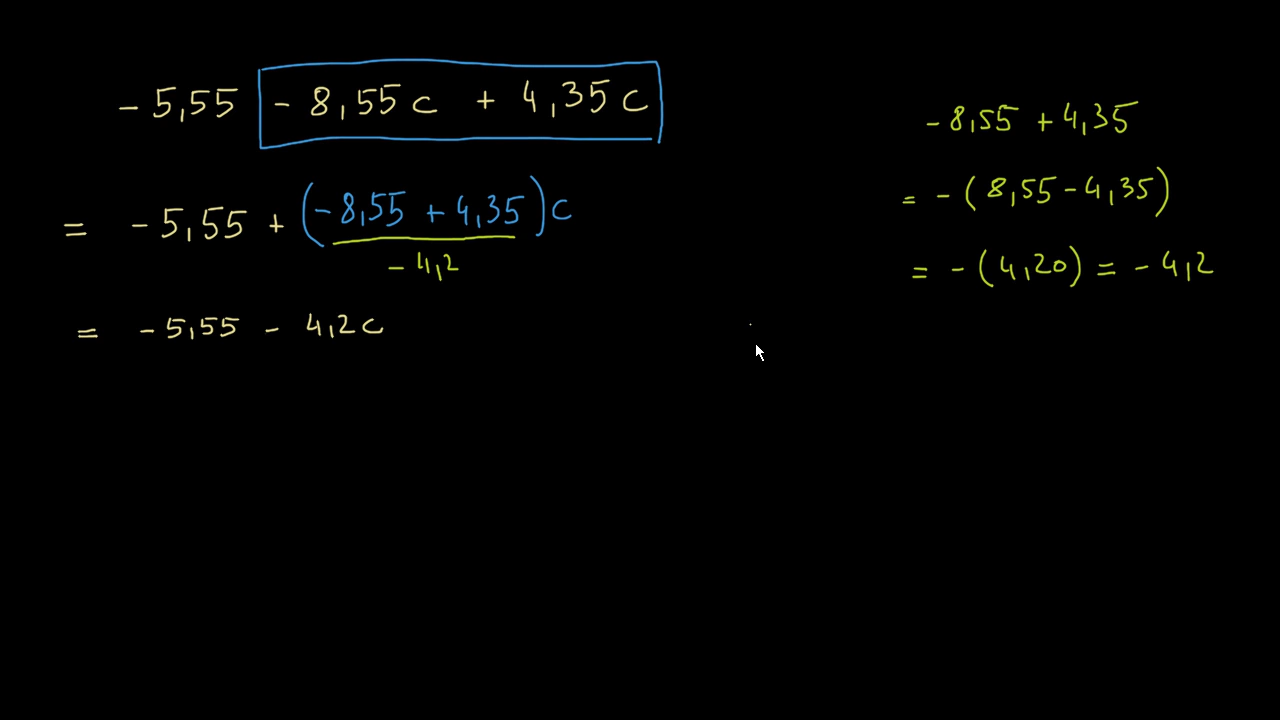 - 5,55 - 8,55c + 4,35c
= - 5,55 + (-8,55 + 4,35)c
- 4,2
= - 5,55 - 4,2c
- 8,55 + 4,35
= - (8,55 - 4,35)
= - (4,20) = - 4,2